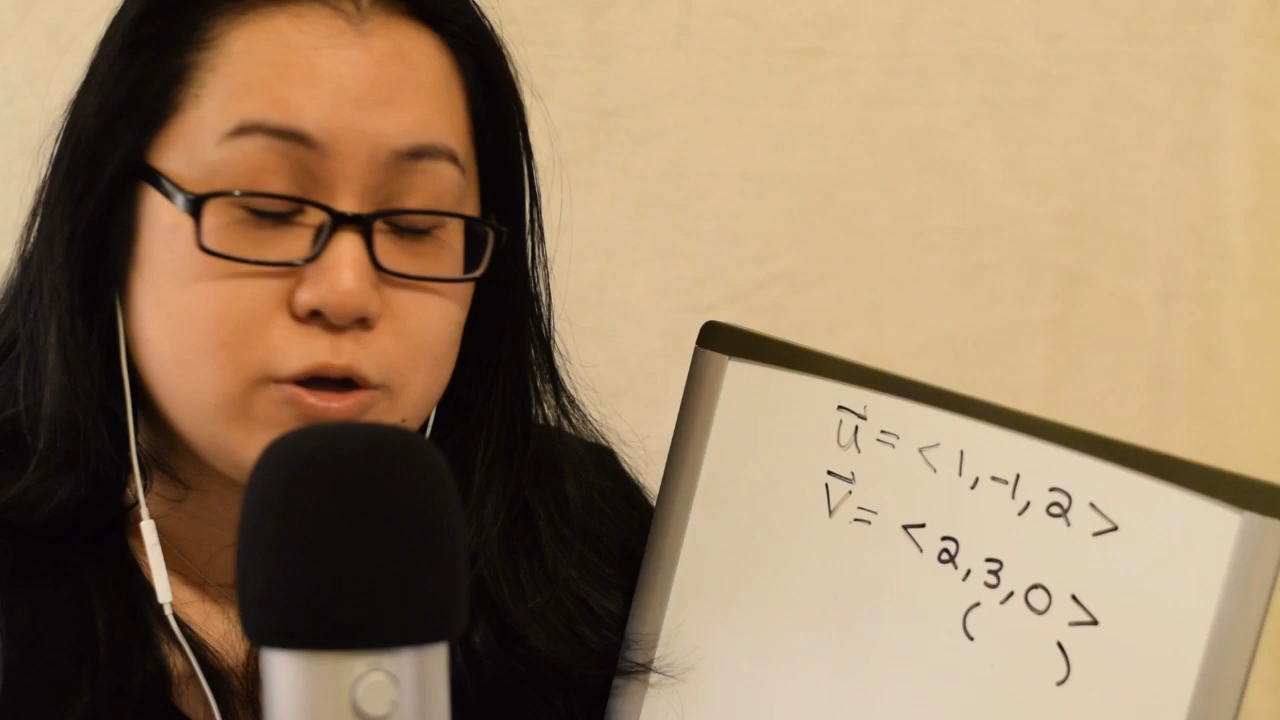 u⃗ = <1,-1,2>
v⃗ = <2,3,0>
( )